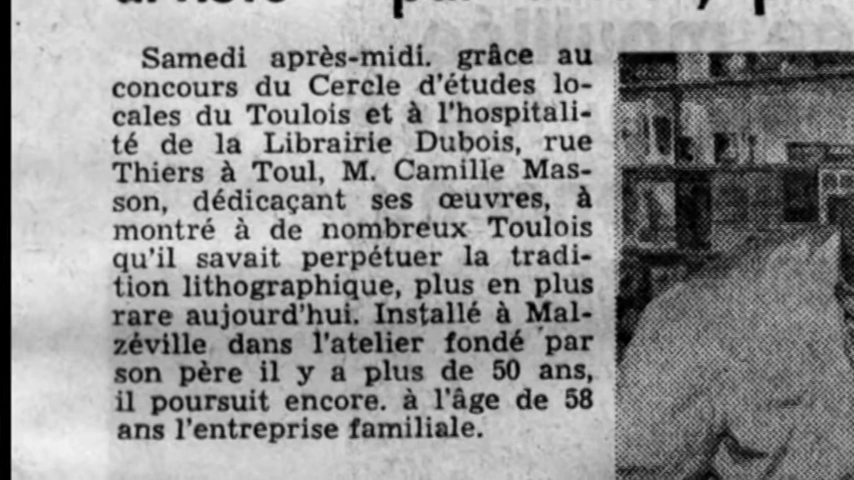 Samedi après-midi. grâce au
concours du Cercle d'études lo-
cales du Toulois et à l'hospitali-
té de la Librairie Dubois, rue
Thiers à Toul, M. Camille Mas-
son, dédicaçant ses œuvres, à
montré à de nombreux Toulois
qu'il savait perpétuer la tradi-
tion lithographique, plus en plus
rare aujourd'hui. Installé à Mal-
zéville dans l'atelier fondé par
son père il y a plus de 50 ans,
il poursuit encore. à l'âge de 58
ans l'entreprise familiale.